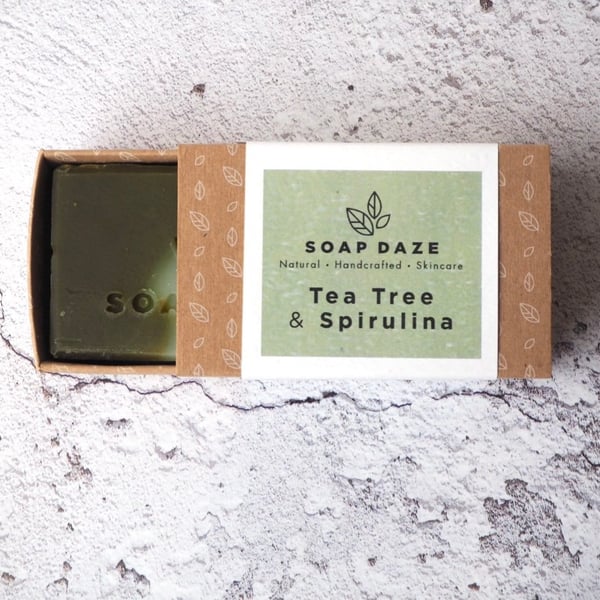 SOAP DAZE
Natural • Handcrafted • Skincare
Tea Tree
& Spirulina
SOA